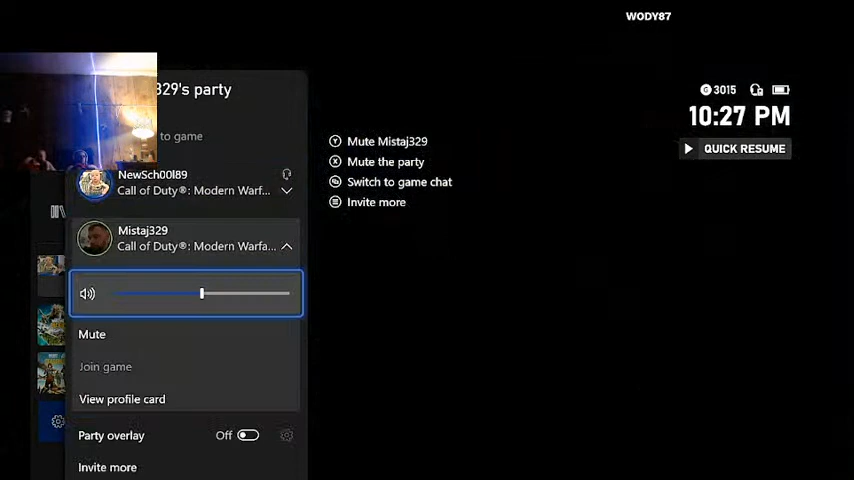 WODY87
329's party
3015
10:27 PM
QUICK RESUME
to game
Mute Mistaj329
Mute the party
Switch to game chat
Invite more
NewSch00l89
Call of Duty®: Modern Warf...
Mistaj329
Call of Duty®: Modern Warfa...
Mute
Join game
View profile card
Party overlay
Off
Invite more